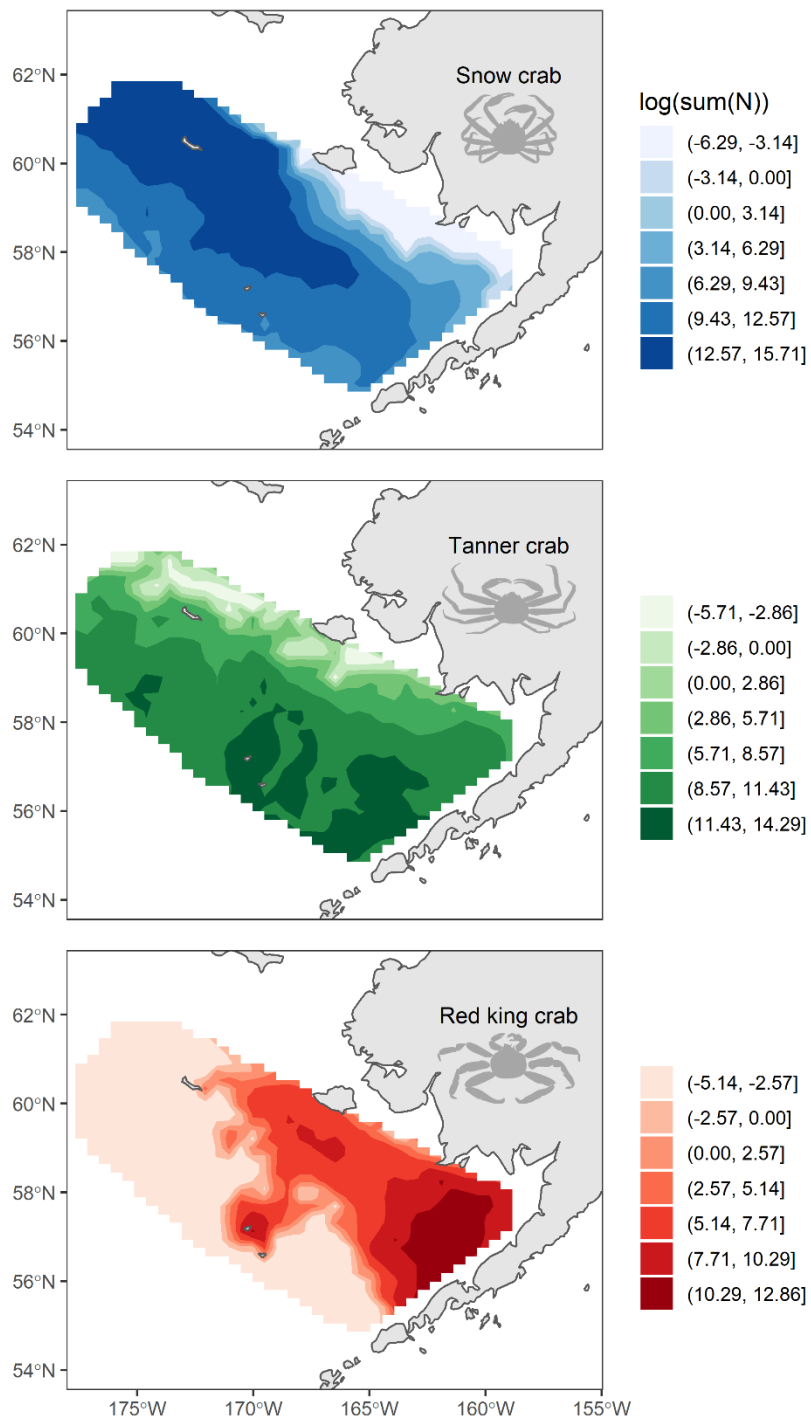 62°N
60°N
58°N
56°N
54°N
Snow crab
log(sum(N))
(-6.29, -3.14]
(-3.14, 0.00]
(0.00, 3.14]
(3.14, 6.29]
(6.29, 9.43]
(9.43, 12.57]
(12.57, 15.71]
62°N
60°N
58°N
56°N
54°N
Tanner crab
(-5.71, -2.86]
(-2.86, 0.00]
(0.00, 2.86]
(2.86, 5.71]
(5.71, 8.57]
(8.57, 11.43]
(11.43, 14.29]
62°N
60°N
58°N
56°N
54°N
Red king crab
(-5.14, -2.57]
(-2.57, 0.00]
(0.00, 2.57]
(2.57, 5.14]
(5.14, 7.71]
(7.71, 10.29]
(10.29, 12.86]
175°W 170°W 165°W 160°W 155°W